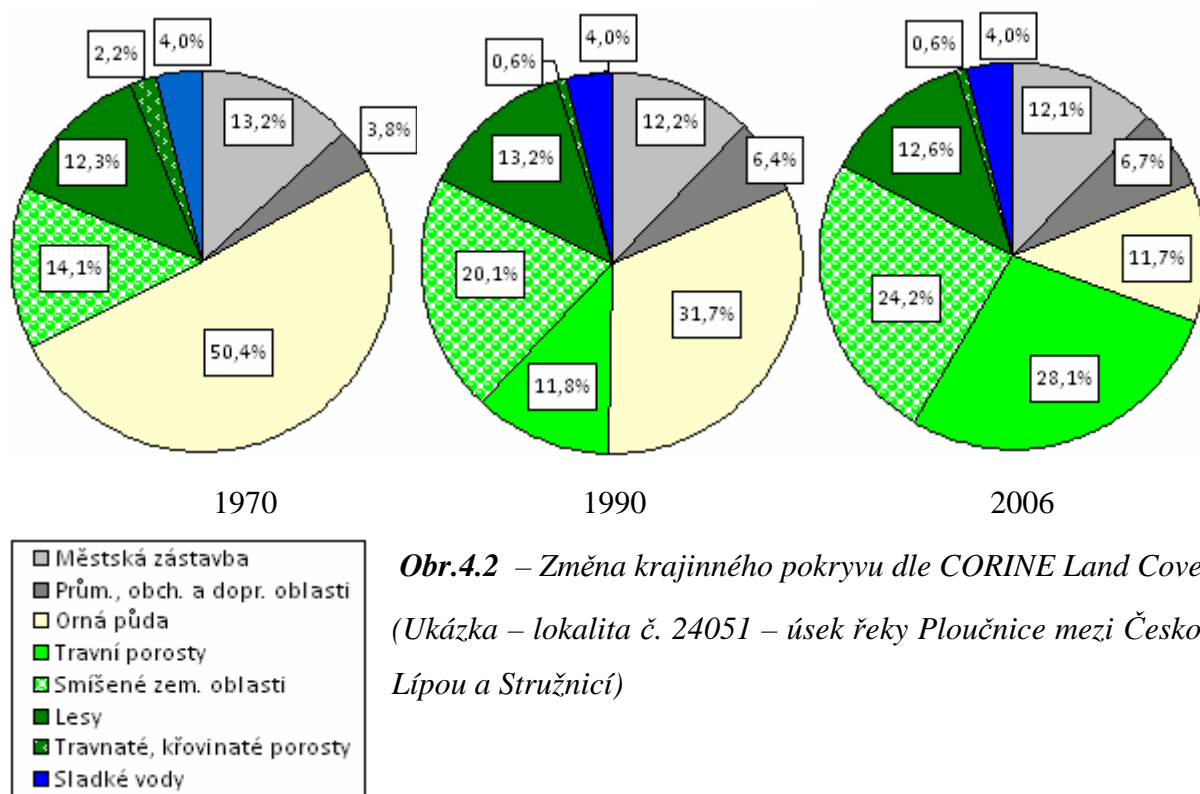 2,2%
4,0%
13,2%
3,8%
12,3%
14,1%
50,4%
1970
0,6%
4,0%
12,2%
6,4%
13,2%
20,1%
31,7%
11,8%
1990
0,6%
4,0%
12,1%
6,7%
12,6%
11,7%
24,2%
28,1%
2006
Městská zástavba
Prům., obch. a dopr. oblasti
Orná půda
Travní porosty
Smíšené zem. oblasti
Lesy
Travnaté, křovinaté porosty
Sladké vody
Obr.4.2 – Změna krajinného pokryvu dle CORINE Land Cove
(Ukázka – lokalita č. 24051 – úsek řeky Ploučnice mezi Česko
Lípou a Stružnicí)